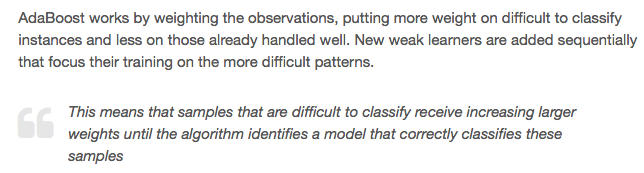 AdaBoost works by weighting the observations, putting more weight on difficult to classify
instances and less on those already handled well. New weak learners are added sequentially
that focus their training on the more difficult patterns.
This means that samples that are difficult to classify receive increasing larger
weights until the algorithm identifies a model that correctly classifies these
samples